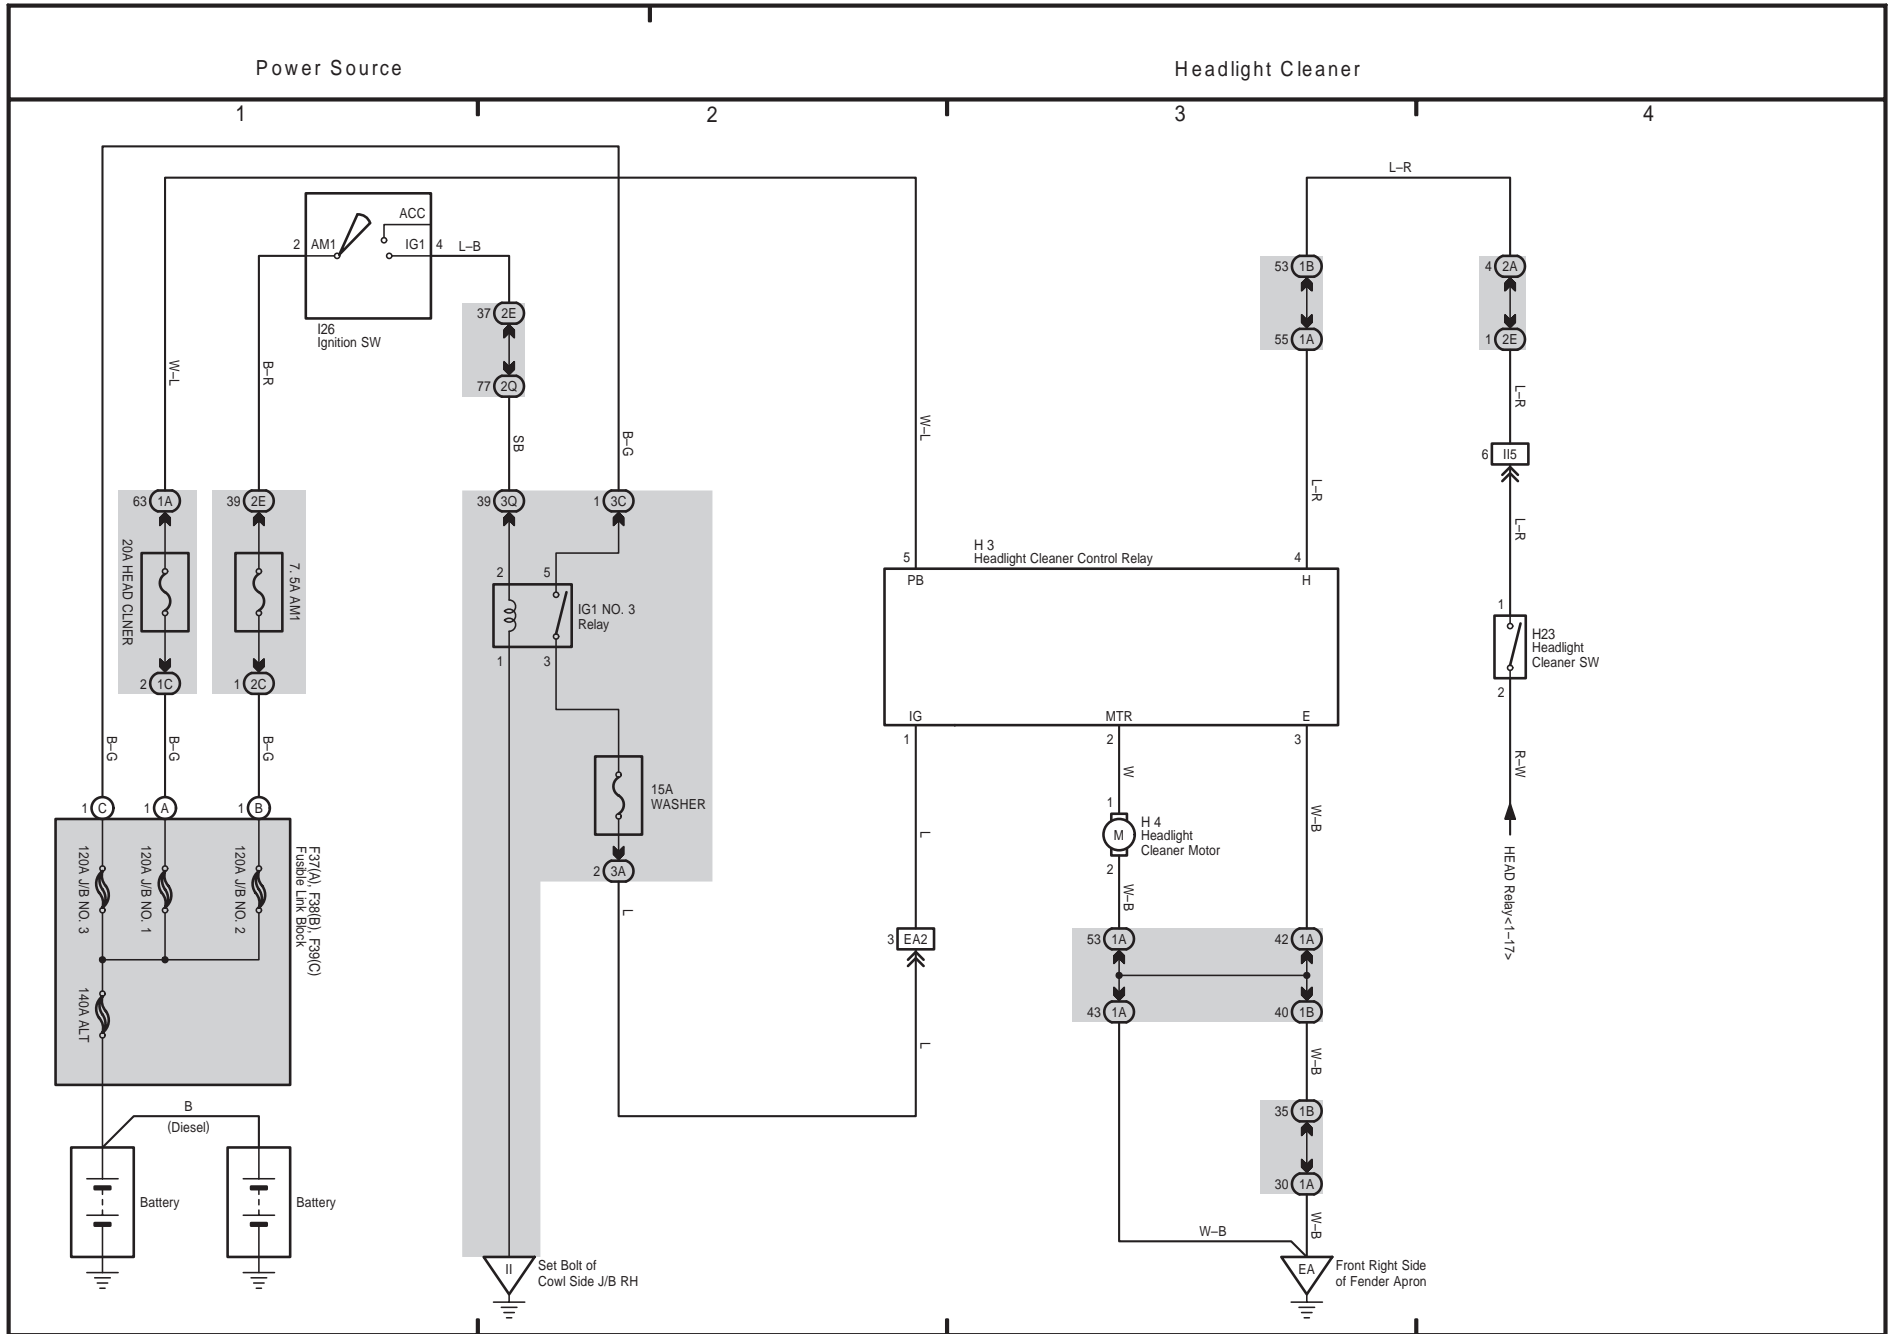 Power Source
Headlight Cleaner
1
2
3
4
L–R
ACC
2
AM1
IG1
4
L–B
I26
Ignition SW
37
2E
77
2Q
53
1B
55
1A
4
2A
1
2E
W–L
B–R
SB
B–G
W–L
L–R
L–R
6
II5
L–R
63
1A
39
2E
39
3Q
1
3C
20A HEAD CLNER
7. 5A AM1
2
5
IG1 NO. 3
Relay
1
3
2
1C
1
2C
5
H 3
Headlight Cleaner Control Relay
4
PB
H
IG
MTR
E
1
2
3
1
H23
Headlight
Cleaner SW
2
R–W
HEAD Relay<1–17>
B–G
B–G
B–G
15A
WASHER
2
3A
L
W
1
M
H 4
Headlight
Cleaner Motor
2
W–B
W–B
L
1
C
1
A
1
B
120A J/B NO. 3
120A J/B NO. 1
120A J/B NO. 2
F37(A), F38(B), F39(C)
Fusible Link Block
140A ALT
3
EA2
L
53
1A
42
1A
43
1A
40
1B
W–B
35
1B
30
1A
W–B
W–B
B
(Diesel)
Battery
Battery
II
Set Bolt of
Cowl Side J/B RH
EA
Front Right Side
of Fender Apron